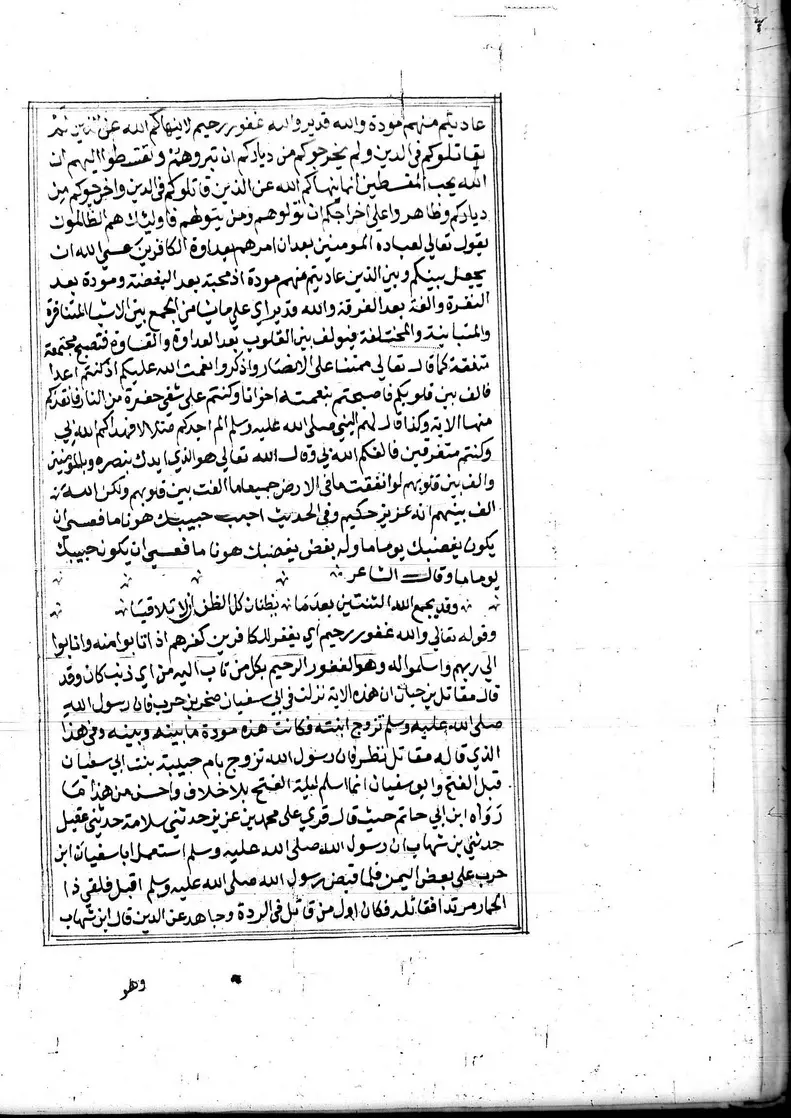 عاديتم منهم مودة والله قدير والله غفور رحيم لا ينهاكم الله عن الذين لم
يقاتلوكم في الدين ولم يخرجوكم من دياركم ان تبروهم وتقسطوا اليهم ان
الله يحب المقسطين انما ينهاكم الله عن الذين قاتلوكم في الدين واخرجوكم من
دياركم وظاهروا على اخراجكم ان تولوهم ومن يتولهم فاوليك هم الظالمون
يقول تعالى لعباده المومنين بعد ان امرهم بعداوة الكافرين عسى الله ان
يجعل بينكم وبين الذين عاديتم منهم مودة اذ محبة بعد البغضة ومودة بعد
النفرة والفة بعد الفرقة والله قدير اي على ما يشا من الجمع بين الاشيا المتنافرة
والمتباينة والمختلفة فيولف بين القلوب بعد العداوة والقساوة فتصبح مجتمعة
متفقة كما قال تعالى ممتنا على الانصار واذكروا نعمت الله عليكم اذ كنتم اعدا
فالف بين قلوبكم فاصبحتم بنعمته اخوانا وكنتم على شفى حفرة من النار فانقذكم
منها الاية وكذا قال لهم النبي صلى الله عليه وسلم الم اجدكم ضلالا فهداكم الله بي
وكنتم متفرقين فالفكم الله بي وقال الله تعالى هو الذي ايدك بنصره وبالمومنين
والف بين قلوبهم لو انفقت ما في الارض جميعا ما الفت بين قلوبهم ولكن الله
الف بينهم انه عزيز حكيم وفي الحديث احبب حبيبك هونا ما فعسى ان
يكون بغضبك يوما ما وله بغض بغضبك هونا ما فعسى ان يكون حبيبك
يوما ما وقال الشاعر
وقد يجمع الله الشتتين بعد ما يظنان كل الظن ان لا تلاقيا
وقوله تعالى والله غفور رحيم اي يغفر للكافرين كفرهم اذا تابوا منه وانابوا
الى ربهم واسلموا له وهو الغفور الرحيم بكل من تاب اليه من اي ذنب كان وقد
قال مقاتل بن حيان ان هذه الاية نزلت في ابي سفيان صخر بن حرب فان رسول الله
صلى الله عليه وسلم تزوج ابنته فكانت هذه مودة ما بينه وبينه وفي هذا
الذي قاله مقاتل نظر فان رسول الله تزوج بام حبيبة بنت ابي سفيان
قبل الفتح وابو سفيان انما اسلم ليلة الفتح بلا خلاف واحسن من هذا ما
رواه ابن ابي حاتم حيث قال قري على محمد بن عزيز حدثني سلامة حدثني عقيل
حدثني بن شهاب ان رسول الله صلى الله عليه وسلم استعمل ابا سفيان ابن
حرب على بعض اليمن فلما قبض رسول الله صلى الله عليه وسلم اقبل فلقي ذا
الخمار مرتدا فقاتله فكان اول من قاتل في الردة وجاهد عن الدين قال ابن شهاب
وهو